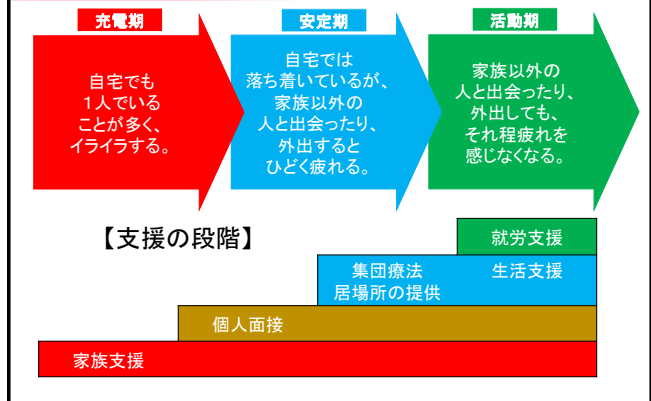 充電期
自宅でも
１人でいる
ことが多く、
イライラする。
安定期
自宅では
落ち着いているが、
家族以外の
人と出会ったり、
外出すると
ひどく疲れる。
活動期
家族以外の
人と出会ったり、
外出しても、
それ程疲れを
感じなくなる。
【支援の段階】
就労支援
集団療法
居場所の提供
生活支援
個人面接
家族支援